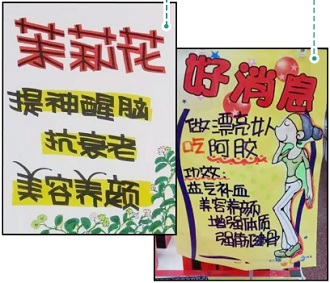 茉莉花
提神醒脑
抗衰老
美容养颜
好消息
做漂亮女人
吃阿胶
功效：
益气补血
美容养颜
增强体质
强筋健骨